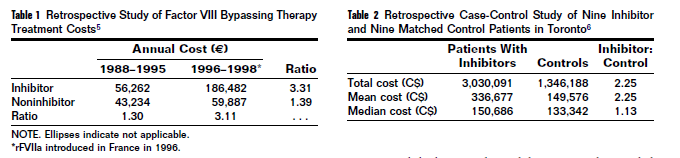 Table 1 Retrospective Study of Factor VIII Bypassing Therapy
Treatment Costs5
Annual Cost (€)
1988–1995 1996–1998* Ratio
Inhibitor 56,262 186,482 3.31
Noninhibitor 43,234 59,887 1.39
Ratio 1.30 3.11 ...
NOTE. Ellipses indicate not applicable.
*rFVIIa introduced in France in 1996.
Table 2 Retrospective Case-Control Study of Nine Inhibitor
and Nine Matched Control Patients in Toronto6
Patients With Inhibitor:
Inhibitors Controls Control
Total cost (C$) 3,030,091 1,346,188 2.25
Mean cost (C$) 336,677 149,576 2.25
Median cost (C$) 150,686 133,342 1.13